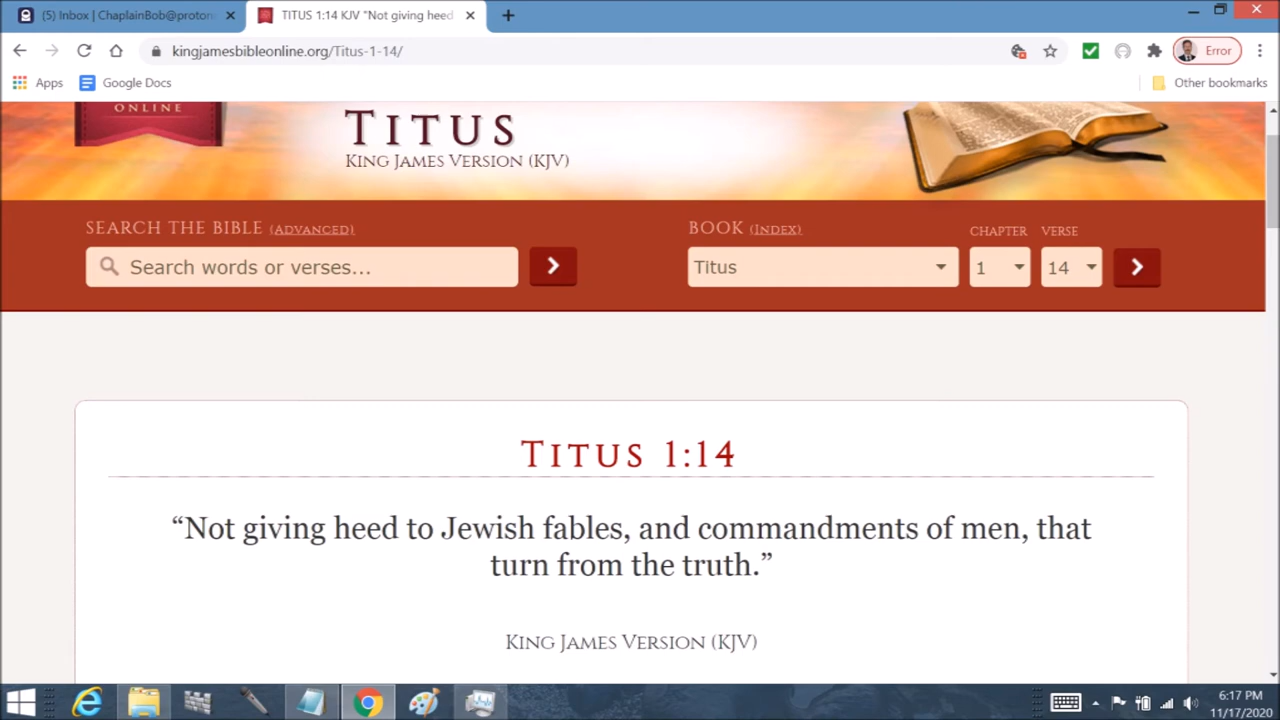 (5) Inbox | ChaplainBob@proton
TITUS 1:14 KJV "Not giving heed
kingjamesbibleonline.org/Titus-1-14/
Error
Apps
Google Docs
Other bookmarks
ONLINE
TITUS
KING JAMES VERSION (KJV)
SEARCH THE BIBLE (ADVANCED)
BOOK (INDEX)
CHAPTER
VERSE
Search words or verses...
Titus
1
14
TITUS 1:14
“Not giving heed to Jewish fables, and commandments of men, that
turn from the truth.”
KING JAMES VERSION (KJV)
6:17 PM
11/17/2020